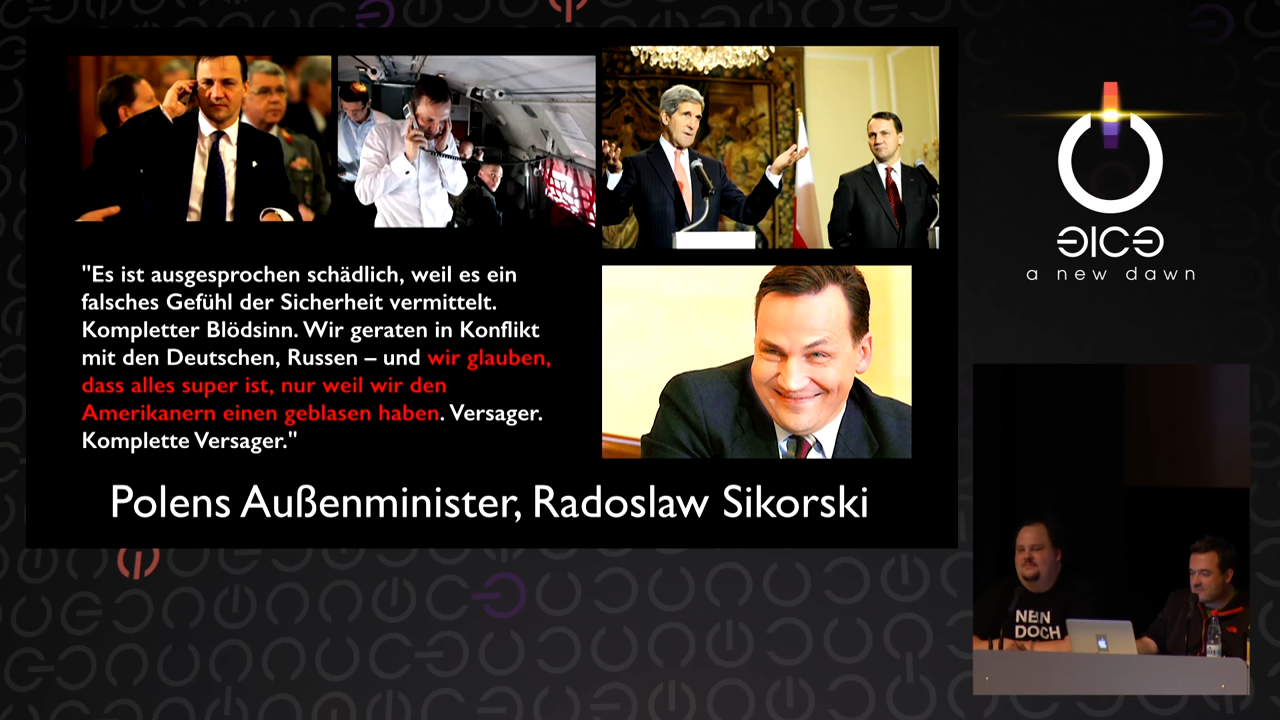 "Es ist ausgesprochen schädlich, weil es ein
falsches Gefühl der Sicherheit vermittelt.
Kompletter Blödsinn. Wir geraten in Konflikt
mit den Deutschen, Russen – und wir glauben,
dass alles super ist, nur weil wir den
Amerikanern einen geblasen haben. Versager.
Komplette Versager."
Polens Außenminister, Radoslaw Sikorski
a new dawn
NEIN
DOCH